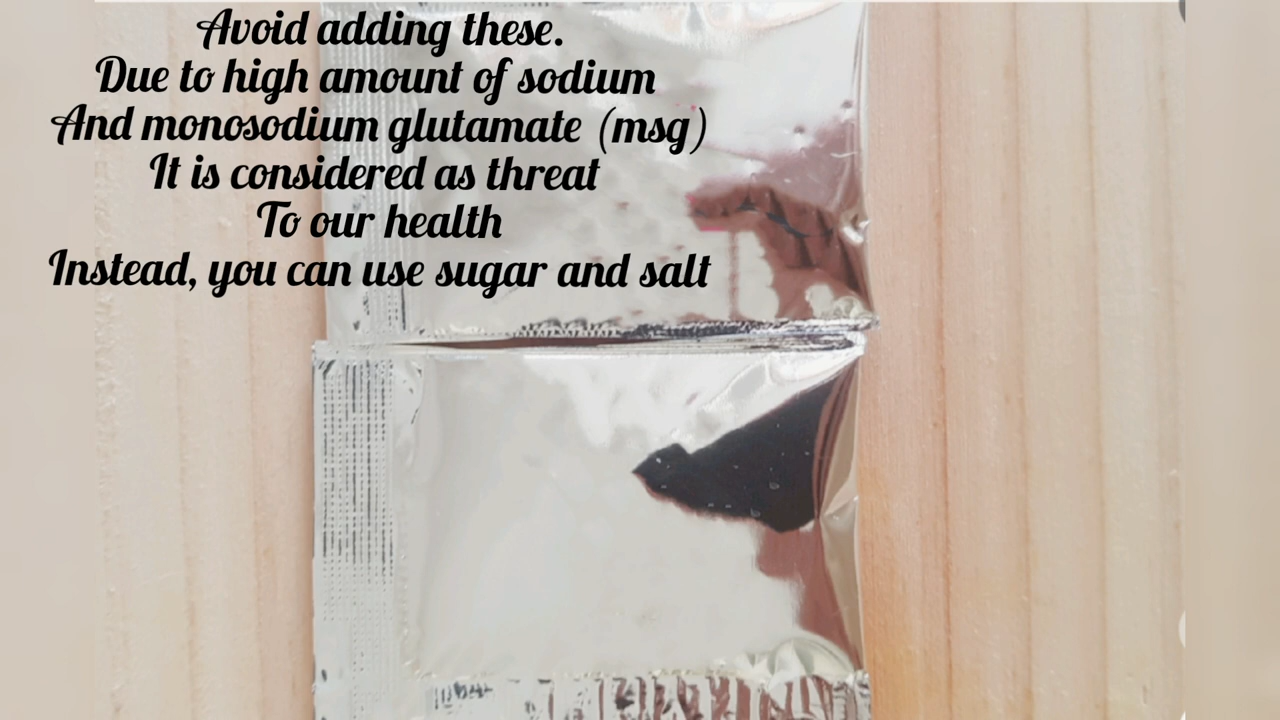 Avoid adding these.
Due to high amount of sodium
And monosodium glutamate (msg)
It is considered as threat
To our health
Instead, you can use sugar and salt